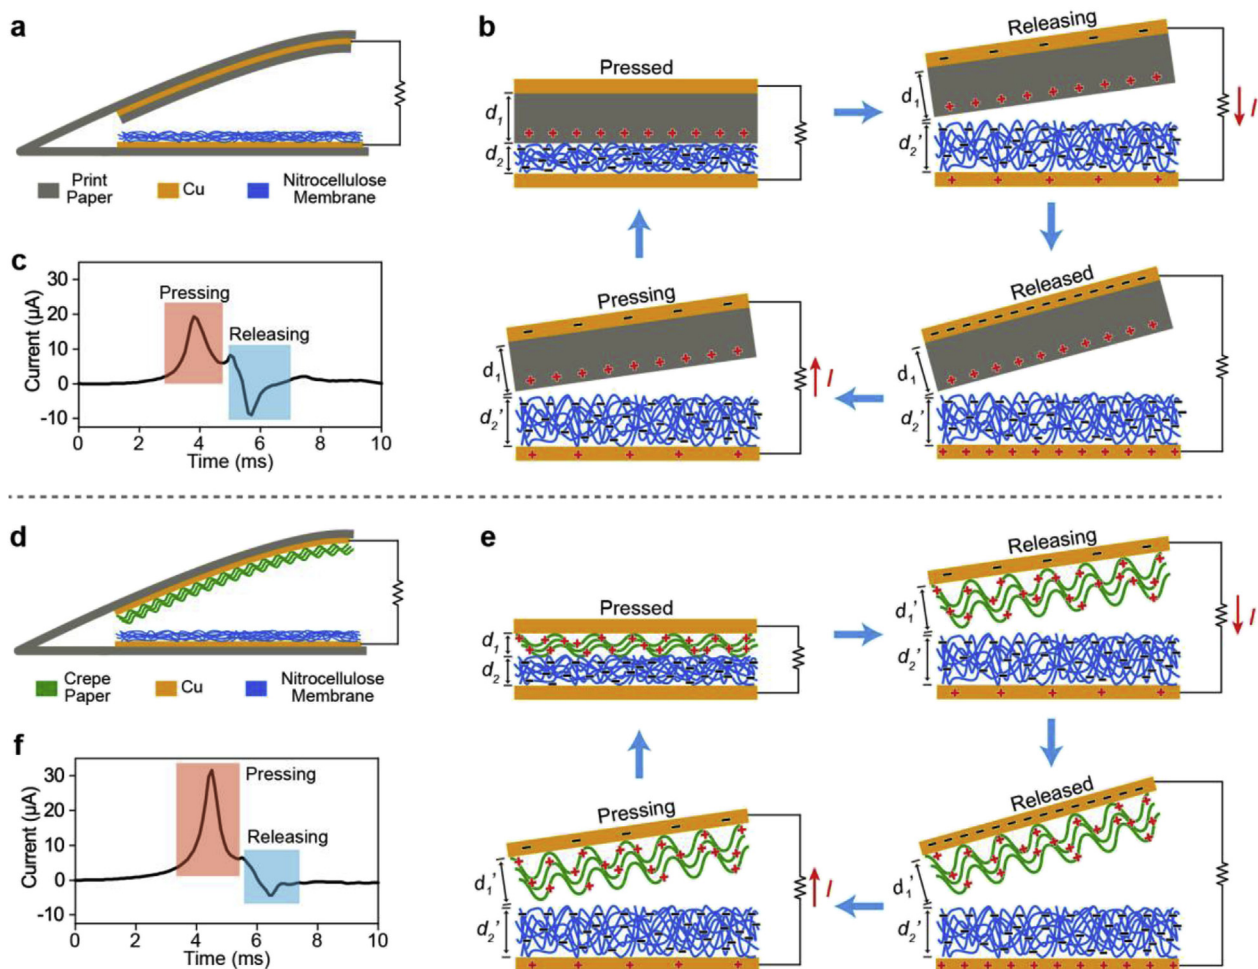 a
Print
Paper
Cu
Nitrocellulose
Membrane
b
Pressed
d1
d2
Releasing
d1
d2'
I
Pressing
d1
d2'
I
Released
d1
d2'
c
Current (µA)
30
20
10
0
-10
Pressing
Releasing
0 2 4 6 8 10
Time (ms)
d
Crepe
Paper
Cu
Nitrocellulose
Membrane
e
Pressed
d1
d2
Releasing
d1'
d2'
I
Pressing
d1'
d2'
I
Released
d1'
d2'
f
Current (µA)
30
20
10
0
-10
Pressing
Releasing
0 2 4 6 8 10
Time (ms)